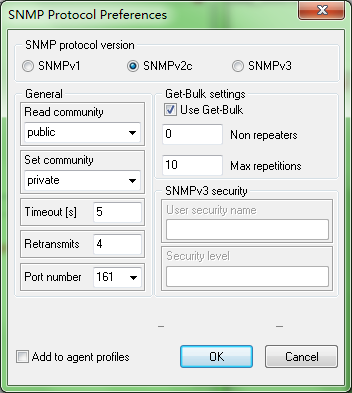 SNMP Protocol Preferences
SNMP protocol version
SNMPv1 SNMPv2c SNMPv3
General
Read community
public
Set community
private
Timeout [s] 5
Retransmits 4
Port number 161
Get-Bulk settings
Use Get-Bulk
0 Non repeaters
10 Max repetitions
SNMPv3 security
User security name
Security level
Add to agent profiles
OK
Cancel